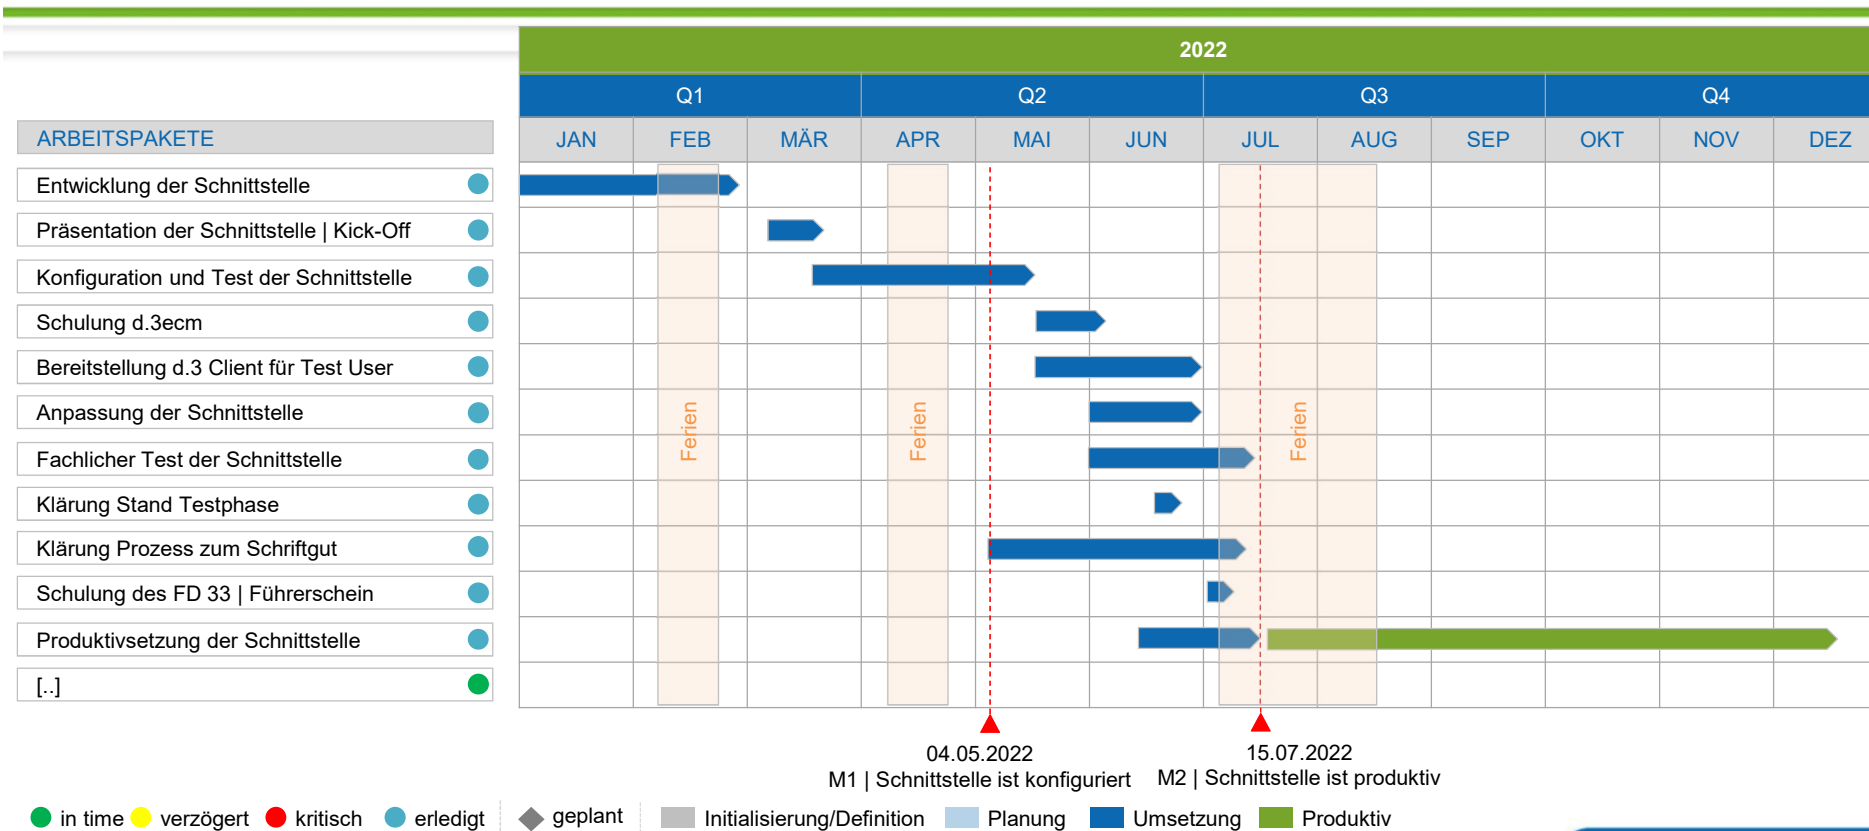 2022
Q1 Q2 Q3 Q4
ARBEITSPAKETE JAN FEB MÄR APR MAI JUN JUL AUG SEP OKT NOV DEZ
Entwicklung der Schnittstelle
Präsentation der Schnittstelle | Kick-Off
Konfiguration und Test der Schnittstelle
Schulung d.3ecm
Bereitstellung d.3 Client für Test User
Anpassung der Schnittstelle
Ferien Ferien Ferien
Fachlicher Test der Schnittstelle
Klärung Stand Testphase
Klärung Prozess zum Schriftgut
Schulung des FD 33 | Führerschein
Produktivsetzung der Schnittstelle
[..]
04.05.2022 15.07.2022
M1 | Schnittstelle ist konfiguriert M2 | Schnittstelle ist produktiv
in time verzögert kritisch erledigt geplant Initialisierung/Definition Planung Umsetzung Produktiv